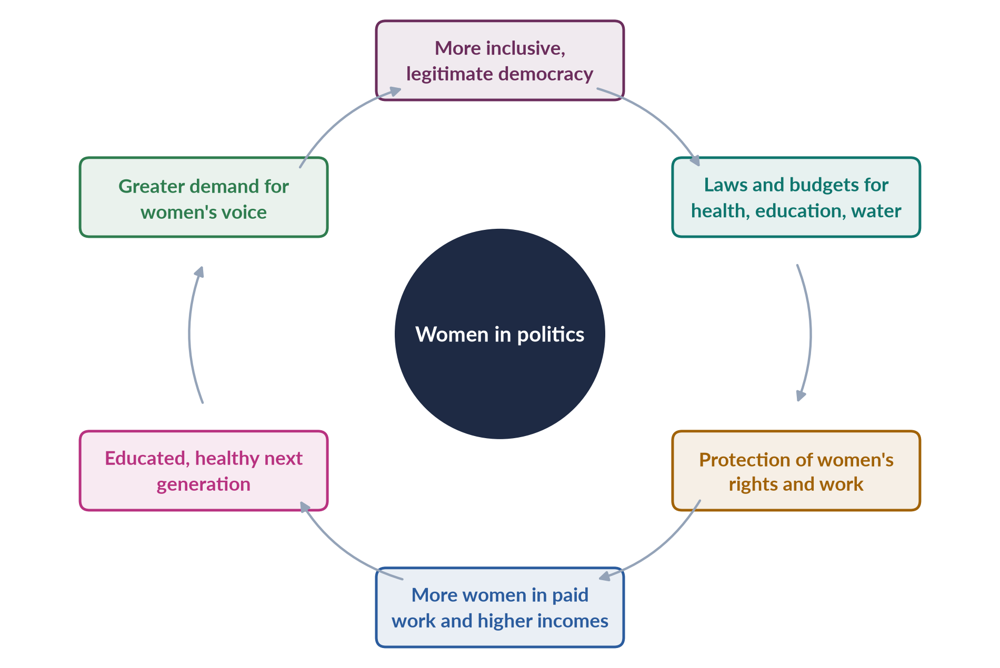 More inclusive,
legitimate democracy
Greater demand for
women's voice
Laws and budgets for
health, education, water
Women in politics
Educated, healthy next
generation
Protection of women's
rights and work
More women in paid
work and higher incomes